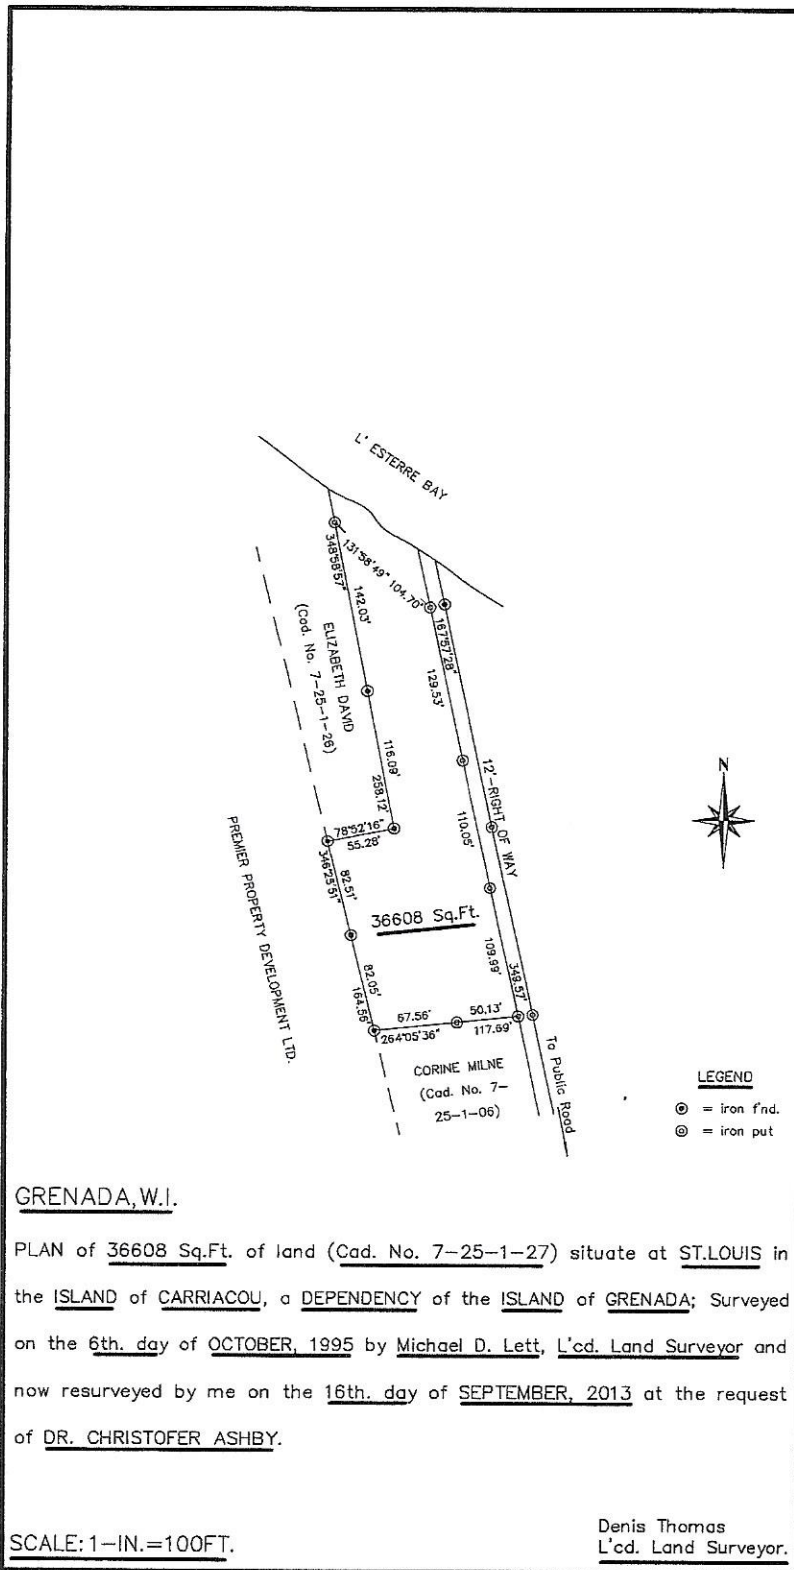 L' ESTERRE BAY
131°58'49" 104.70'
348°58'57"
142.03'
ELIZABETH DAVID
(Cad. No. 7-25-1-26)
167°57'28"
129.53'
116.09'
258.12'
12'-RIGHT OF WAY
N
78°52'16"
55.28'
110.05'
PREMIER PROPERTY DEVELOPMENT LTD.
346°25'51"
82.51'
36608 Sq.Ft.
109.99'
349.57'
82.05'
164.56'
67.56'
50.13'
264°05'36"
117.69'
CORINE MILNE
(Cad. No. 7-
25-1-06)
To Public Road
LEGEND
= iron f'nd.
= iron put
GRENADA,W.I.
PLAN of 36608 Sq.Ft. of land (Cad. No. 7-25-1-27) situate at ST.LOUIS in
the ISLAND of CARRIACOU, a DEPENDENCY of the ISLAND of GRENADA; Surveyed
on the 6th. day of OCTOBER, 1995 by Michael D. Lett, L'cd. Land Surveyor and
now resurveyed by me on the 16th. day of SEPTEMBER, 2013 at the request
of DR. CHRISTOFER ASHBY.
SCALE:1-IN.=100FT.
Denis Thomas
L'cd. Land Surveyor.